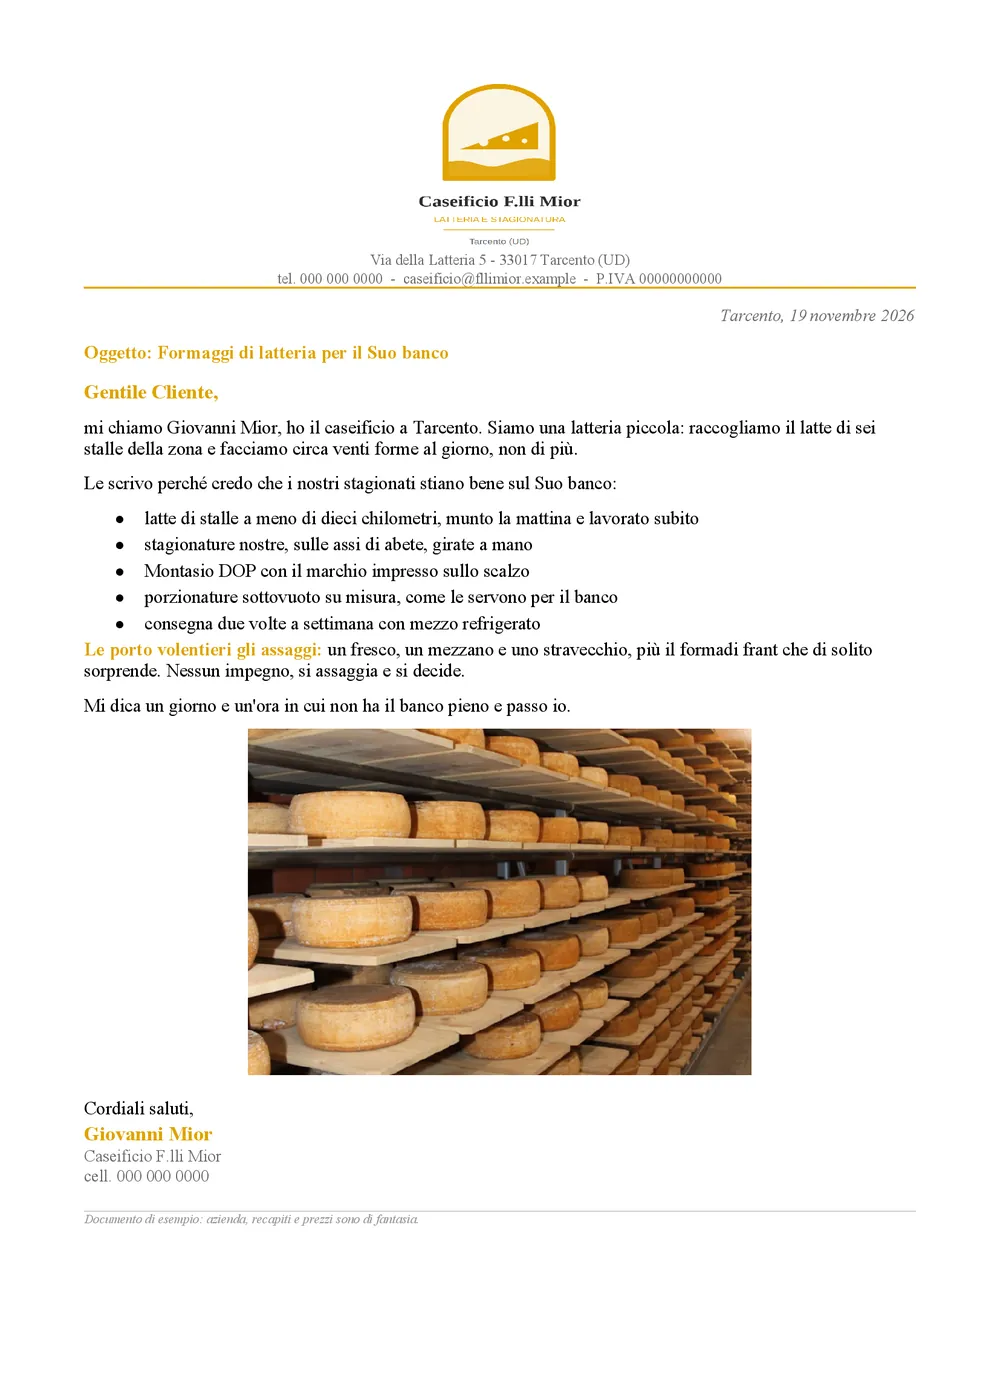 Caseificio F.lli Mior
LATTERIA E STAGIONATURA
Tarcento (UD)
Via della Latteria 5 - 33017 Tarcento (UD)
tel. 000 000 0000 - caseificio@fllimior.example - P.IVA 00000000000
Tarcento, 19 novembre 2026
Oggetto: Formaggi di latteria per il Suo banco
Gentile Cliente,
mi chiamo Giovanni Mior, ho il caseificio a Tarcento. Siamo una latteria piccola: raccogliamo il latte di sei
stalle della zona e facciamo circa venti forme al giorno, non di più.
Le scrivo perché credo che i nostri stagionati stiano bene sul Suo banco:
● latte di stalle a meno di dieci chilometri, munto la mattina e lavorato subito
● stagionature nostre, sulle assi di abete, girate a mano
● Montasio DOP con il marchio impresso sullo scalzo
● porzionature sottovuoto su misura, come le servono per il banco
● consegna due volte a settimana con mezzo refrigerato
Le porto volentieri gli assaggi: un fresco, un mezzano e uno stravecchio, più il formadi frant che di solito
sorprende. Nessun impegno, si assaggia e si decide.
Mi dica un giorno e un'ora in cui non ha il banco pieno e passo io.
Cordiali saluti,
Giovanni Mior
Caseificio F.lli Mior
cell. 000 000 0000
Documento di esempio: azienda, recapiti e prezzi sono di fantasia.